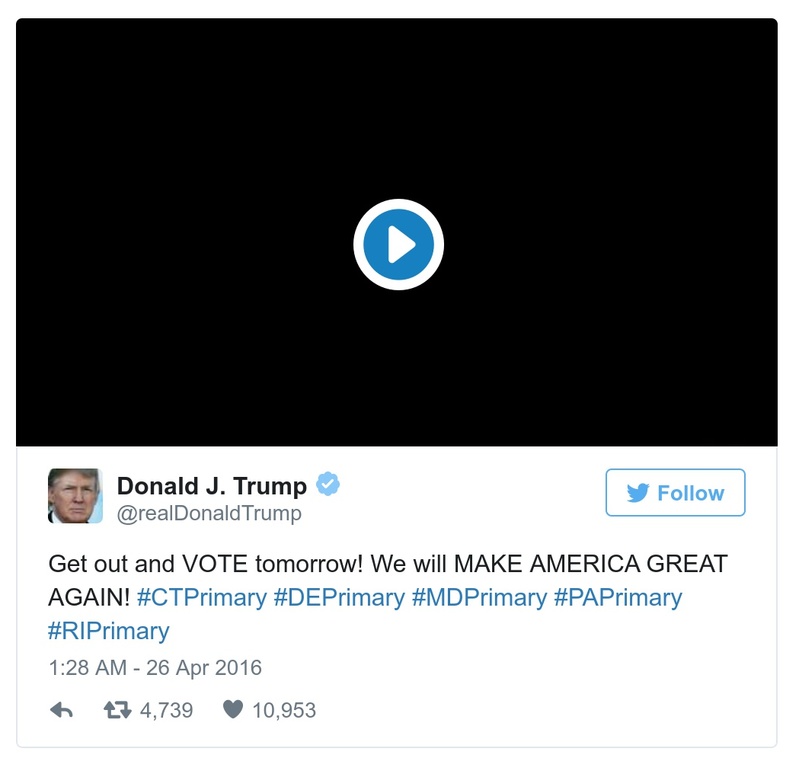 Donald J. Trump
@realDonaldTrump
Follow
Get out and VOTE tomorrow! We will MAKE AMERICA GREAT
AGAIN! #CTPrimary #DEPrimary #MDPrimary #PAPrimary
#RIPrimary
1:28 AM - 26 Apr 2016
4,739 10,953